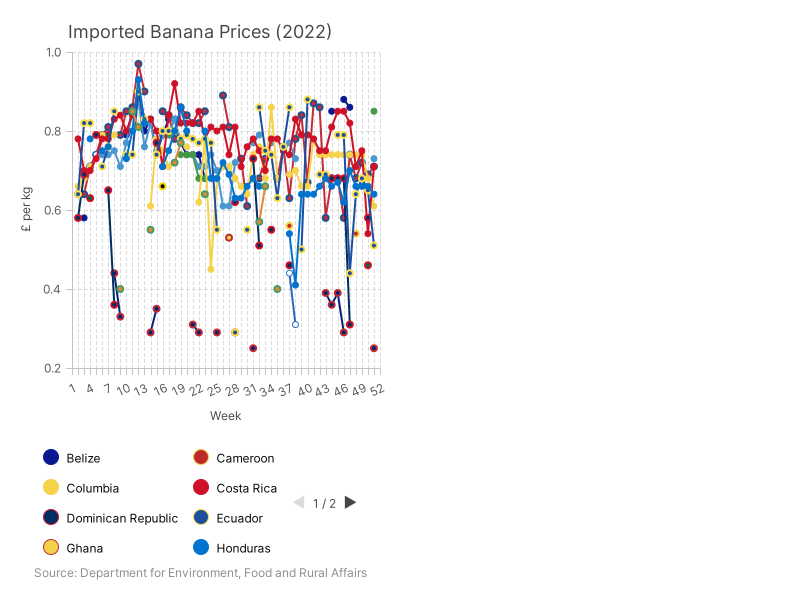 Imported Banana Prices (2022)
1.0
0.8
0.6
0.4
0.2
£ per kg
1 4 7 10 13 16 19 22 25 28 31 34 37 40 43 46 49 52
Week
Belize Cameroon
Columbia Costa Rica
1 / 2
Dominican Republic Ecuador
Ghana Honduras
Source: Department for Environment, Food and Rural Affairs